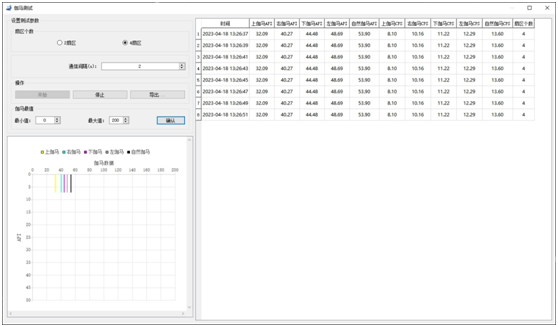 伽马测试
设置测试参数
扇区个数
2扇区 4扇区
通信间隔(s): 2
操作
开始 停止 导出...
伽马最值
最小值: 0 最大值: 200 确认
上伽马 右伽马 下伽马 左伽马 自然伽马
伽马数值
0 20 40 60 80 100 120 140 160 180 200
API
0
5
10
15
20
25
30
35
40
45
50
时间 上伽马API 右伽马API 下伽马API 左伽马API 自然伽马API 上伽马CPS 右伽马CPS 下伽马CPS 左伽马CPS 自然伽马CPS 扇区个数
1 2023-04-18 13:26:37 32.09 40.27 44.48 48.69 53.90 8.10 10.16 11.22 12.29 13.60 4
2 2023-04-18 13:26:39 32.09 40.27 44.48 48.69 53.90 8.10 10.16 11.22 12.29 13.60 4
3 2023-04-18 13:26:41 32.09 40.27 44.48 48.69 53.90 8.10 10.16 11.22 12.29 13.60 4
4 2023-04-18 13:26:43 32.09 40.27 44.48 48.69 53.90 8.10 10.16 11.22 12.29 13.60 4
5 2023-04-18 13:26:45 32.09 40.27 44.48 48.69 53.90 8.10 10.16 11.22 12.29 13.60 4
6 2023-04-18 13:26:47 32.09 40.27 44.48 48.69 53.90 8.10 10.16 11.22 12.29 13.60 4
7 2023-04-18 13:26:49 32.09 40.27 44.48 48.69 53.90 8.10 10.16 11.22 12.29 13.60 4
8 2023-04-18 13:26:51 32.09 40.27 44.48 48.69 53.90 8.10 10.16 11.22 12.29 13.60 4